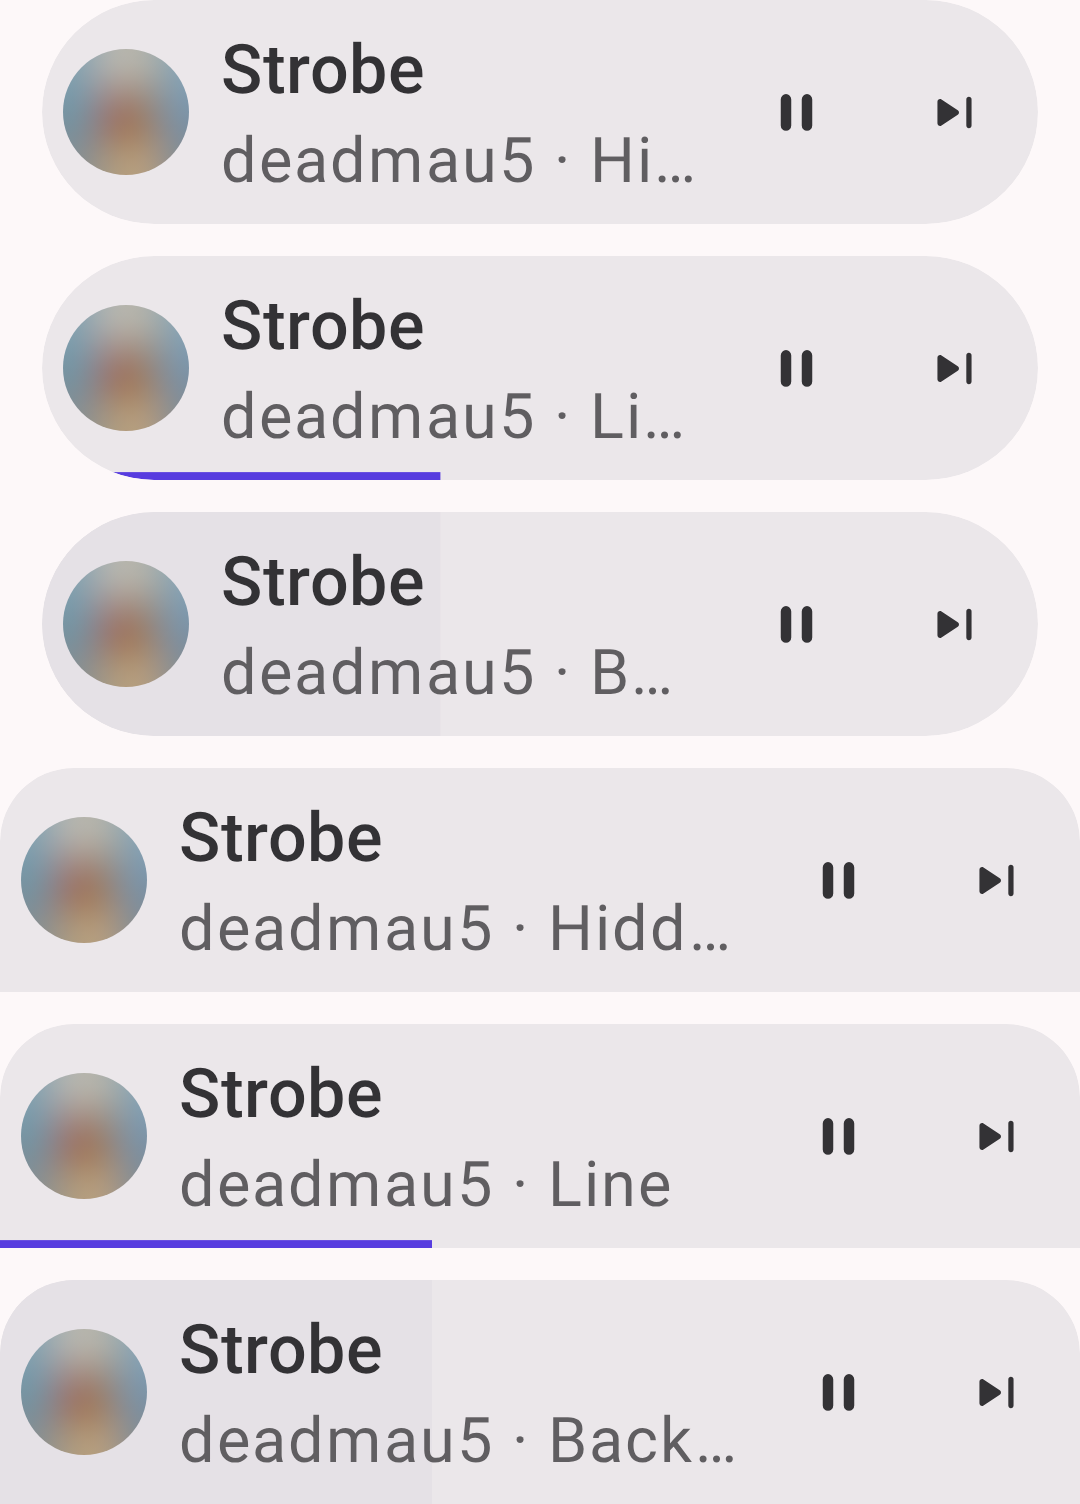 Strobe
deadmau5 · Hi…
Strobe
deadmau5 · Li…
Strobe
deadmau5 · B…
Strobe
deadmau5 · Hidd…
Strobe
deadmau5 · Line
Strobe
deadmau5 · Back…